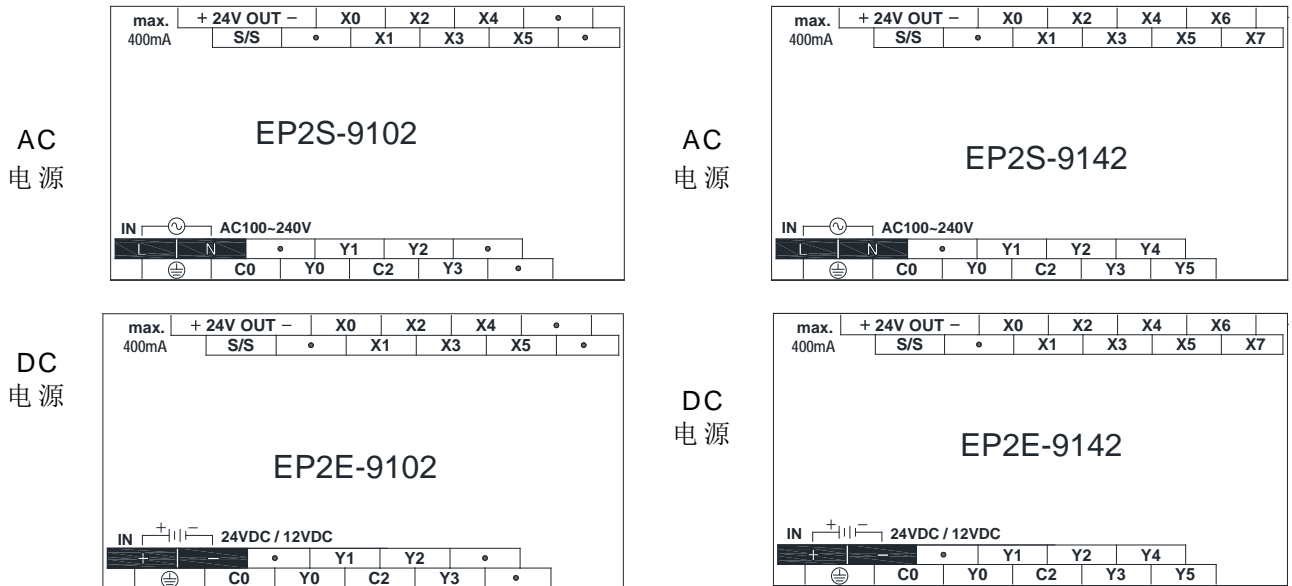 max. + 24V OUT − X0 X2 X4 •
400mA S/S • X1 X3 X5 •
AC
电源
EP2S-9102
IN AC100~240V
L N • Y1 Y2 •
C0 Y0 C2 Y3 •
max. + 24V OUT − X0 X2 X4 X6
400mA S/S • X1 X3 X5 X7
AC
电源
EP2S-9142
IN AC100~240V
L N • Y1 Y2 Y4
C0 Y0 C2 Y3 Y5
max. + 24V OUT − X0 X2 X4 •
400mA S/S • X1 X3 X5 •
DC
电源
EP2E-9102
+ −
IN 24VDC / 12VDC
+ − • Y1 Y2 •
C0 Y0 C2 Y3 •
max. + 24V OUT − X0 X2 X4 X6
400mA S/S • X1 X3 X5 X7
DC
电源
EP2E-9142
+ −
IN 24VDC / 12VDC
+ − • Y1 Y2 Y4
C0 Y0 C2 Y3 Y5